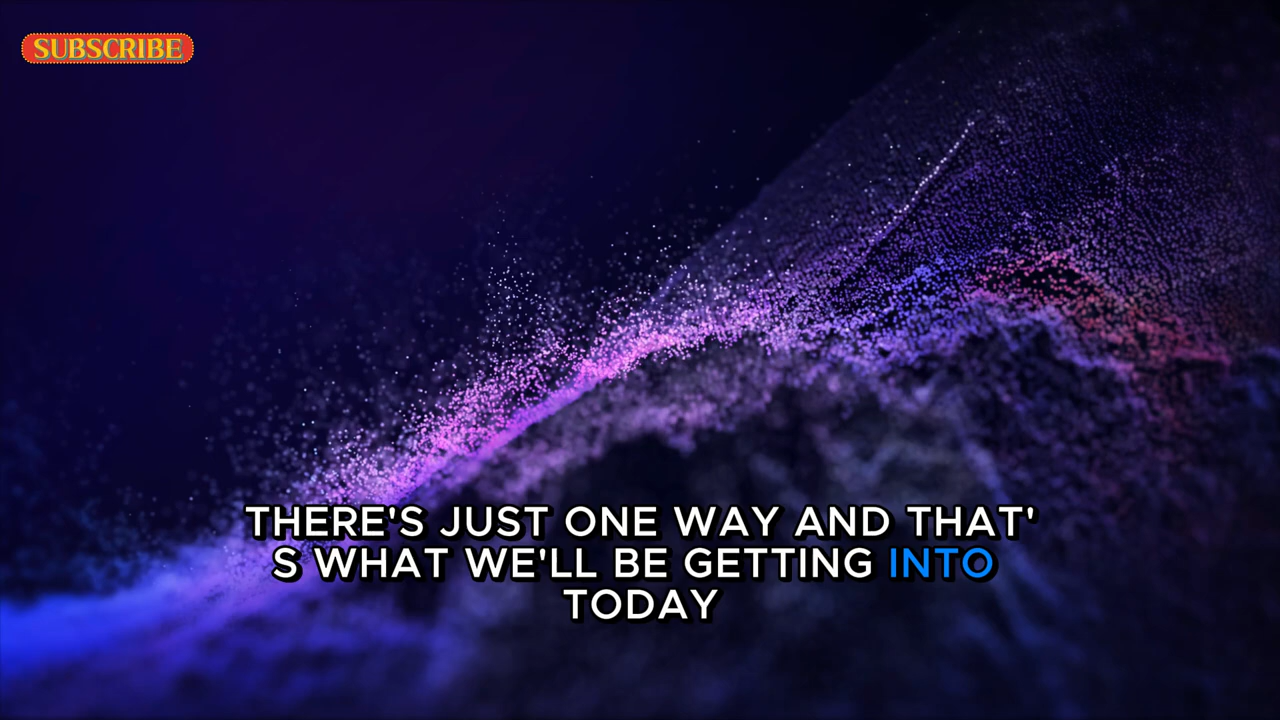 SUBSCRIBE
THERE'S JUST ONE WAY AND THAT'
S WHAT WE'LL BE GETTING INTO
TODAY